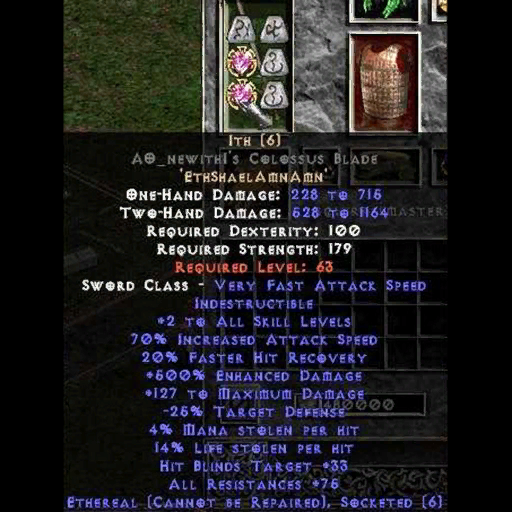 Ith (6)
AO_newithI's Colossus Blade
'EthShaelAmnAmn'
One-Hand Damage: 228 to 715
Two-Hand Damage: 528 to 1164
Required Dexterity: 100
Required Strength: 179
Required Level: 63
Sword Class - Very Fast Attack Speed
Indestructible
+2 to All Skill Levels
70% Increased Attack Speed
20% Faster Hit Recovery
+500% Enhanced Damage
+127 to Maximum Damage
-25% Target Defense
4% Mana stolen per hit
14% Life stolen per hit
Hit Blinds Target +33
All Resistances +75
Ethereal (Cannot be Repaired), Socketed (6)